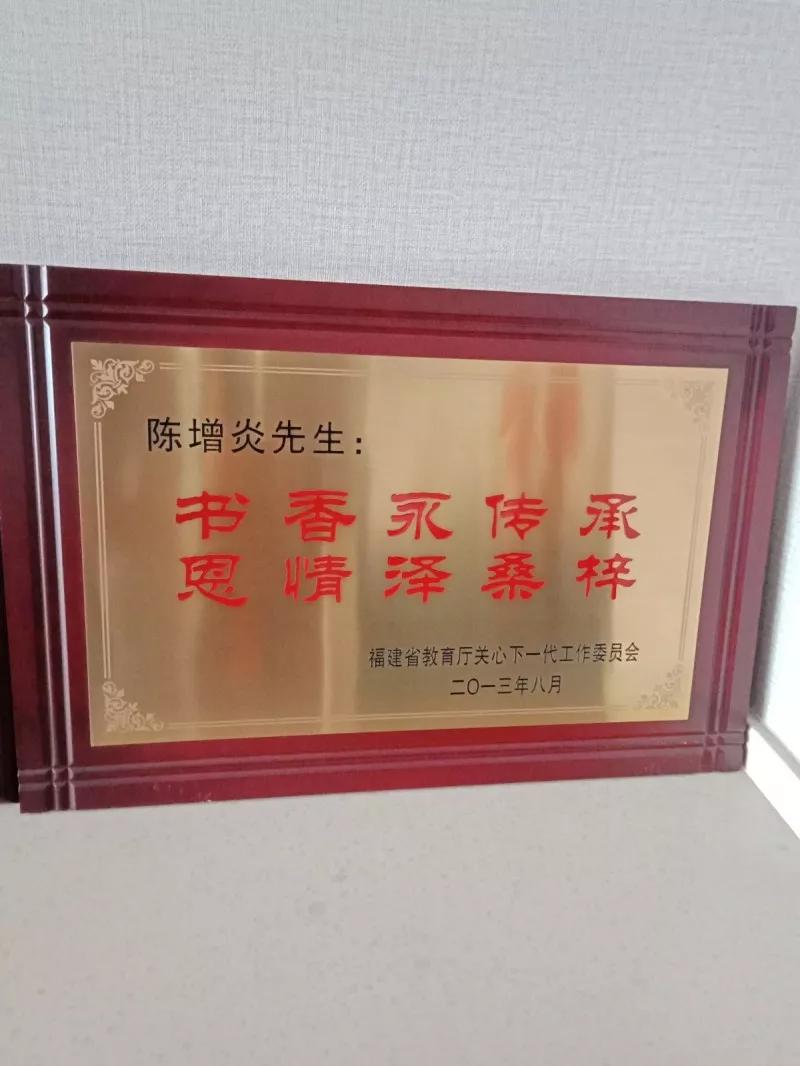 陈增炎先生：
书香永传承
恩情泽桑梓
福建省教育厅关心下一代工作委员会
二〇一三年八月